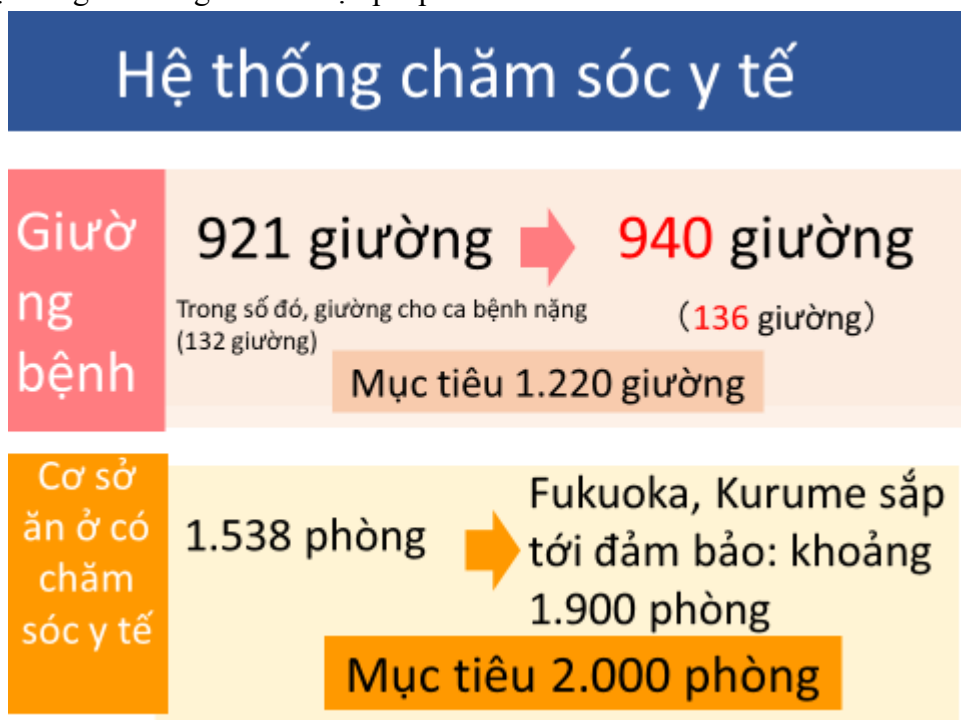 Hệ thống chăm sóc y tế
Giườ
ng
bệnh
921 giường
940 giường
Trong số đó, giường cho ca bệnh nặng
(132 giường)
（136 giường）
Mục tiêu 1.220 giường
Cơ sở
ăn ở có
chăm
sóc y tế
1.538 phòng
Fukuoka, Kurume sắp
tới đảm bảo: khoảng
1.900 phòng
Mục tiêu 2.000 phòng